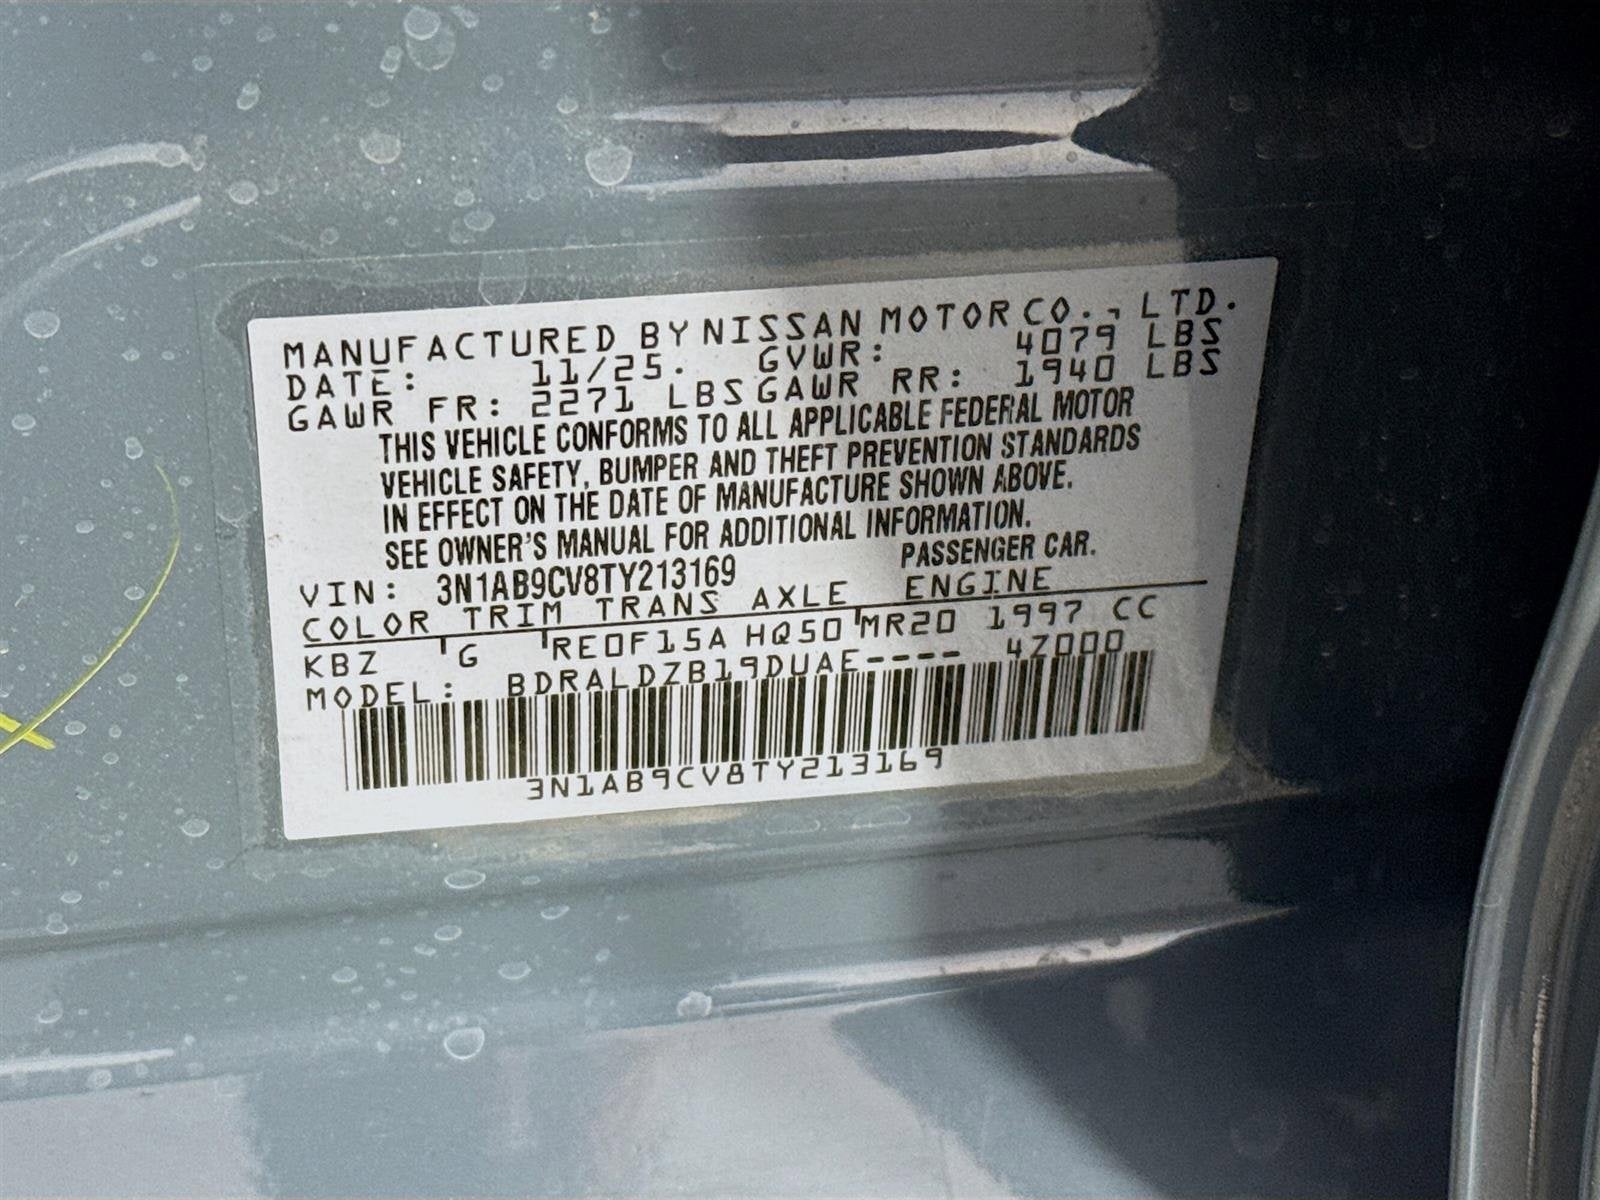 MANUFACTURED BY NISSAN MOTOR CO., LTD.
DATE: 11/25. GVWR: 4079 LBS
GAWR FR: 2271 LBS GAWR RR: 1940 LBS
THIS VEHICLE CONFORMS TO ALL APPLICABLE FEDERAL MOTOR
VEHICLE SAFETY, BUMPER AND THEFT PREVENTION STANDARDS
IN EFFECT ON THE DATE OF MANUFACTURE SHOWN ABOVE.
SEE OWNER'S MANUAL FOR ADDITIONAL INFORMATION.
VIN: 3N1AB9CV8TY213169 PASSENGER CAR.
COLOR TRIM TRANS AXLE ENGINE
KBZ G RE0F15A HQ50 MR20 1997 CC
MODEL: BDRALDZB19DUAE---- 4Z000
3N1AB9CV8TY213169